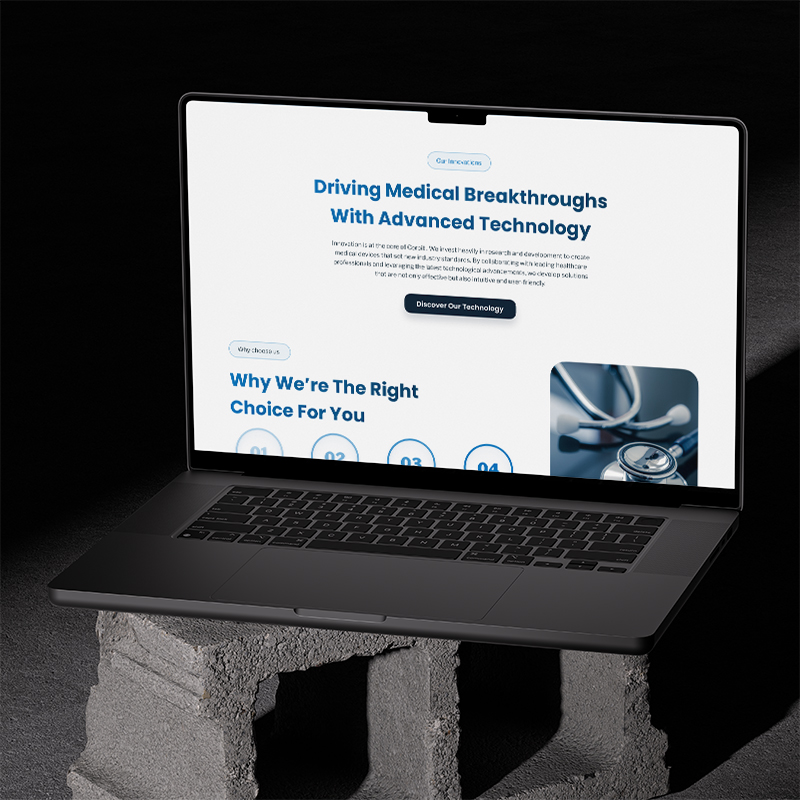 Our Innovations
Driving Medical Breakthroughs
With Advanced Technology
Innovation is at the core of We invest heavily in research and development to create
medical devices that set new industry standards. By collaborating with leading healthcare
professionals and leveraging the latest technological advancements, we develop solutions
that are not only effective but also intuitive and user-friendly.
Discover Our Technology
Why choose us
Why We're The Right
Choice For You
01 02 03 04